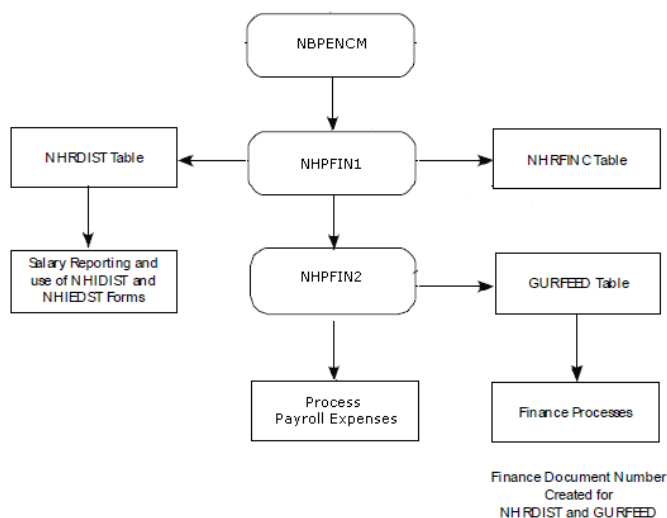 NBPENCM
NHRDIST Table
NHPFIN1
NHRFINC Table
Salary Reporting and
use of NHIDIST and
NHIEDST Forms
NHPFIN2
GURFEED Table
Process
Payroll Expenses
Finance Processes
Finance Document Number
Created for
NHRDIST and GURFEED